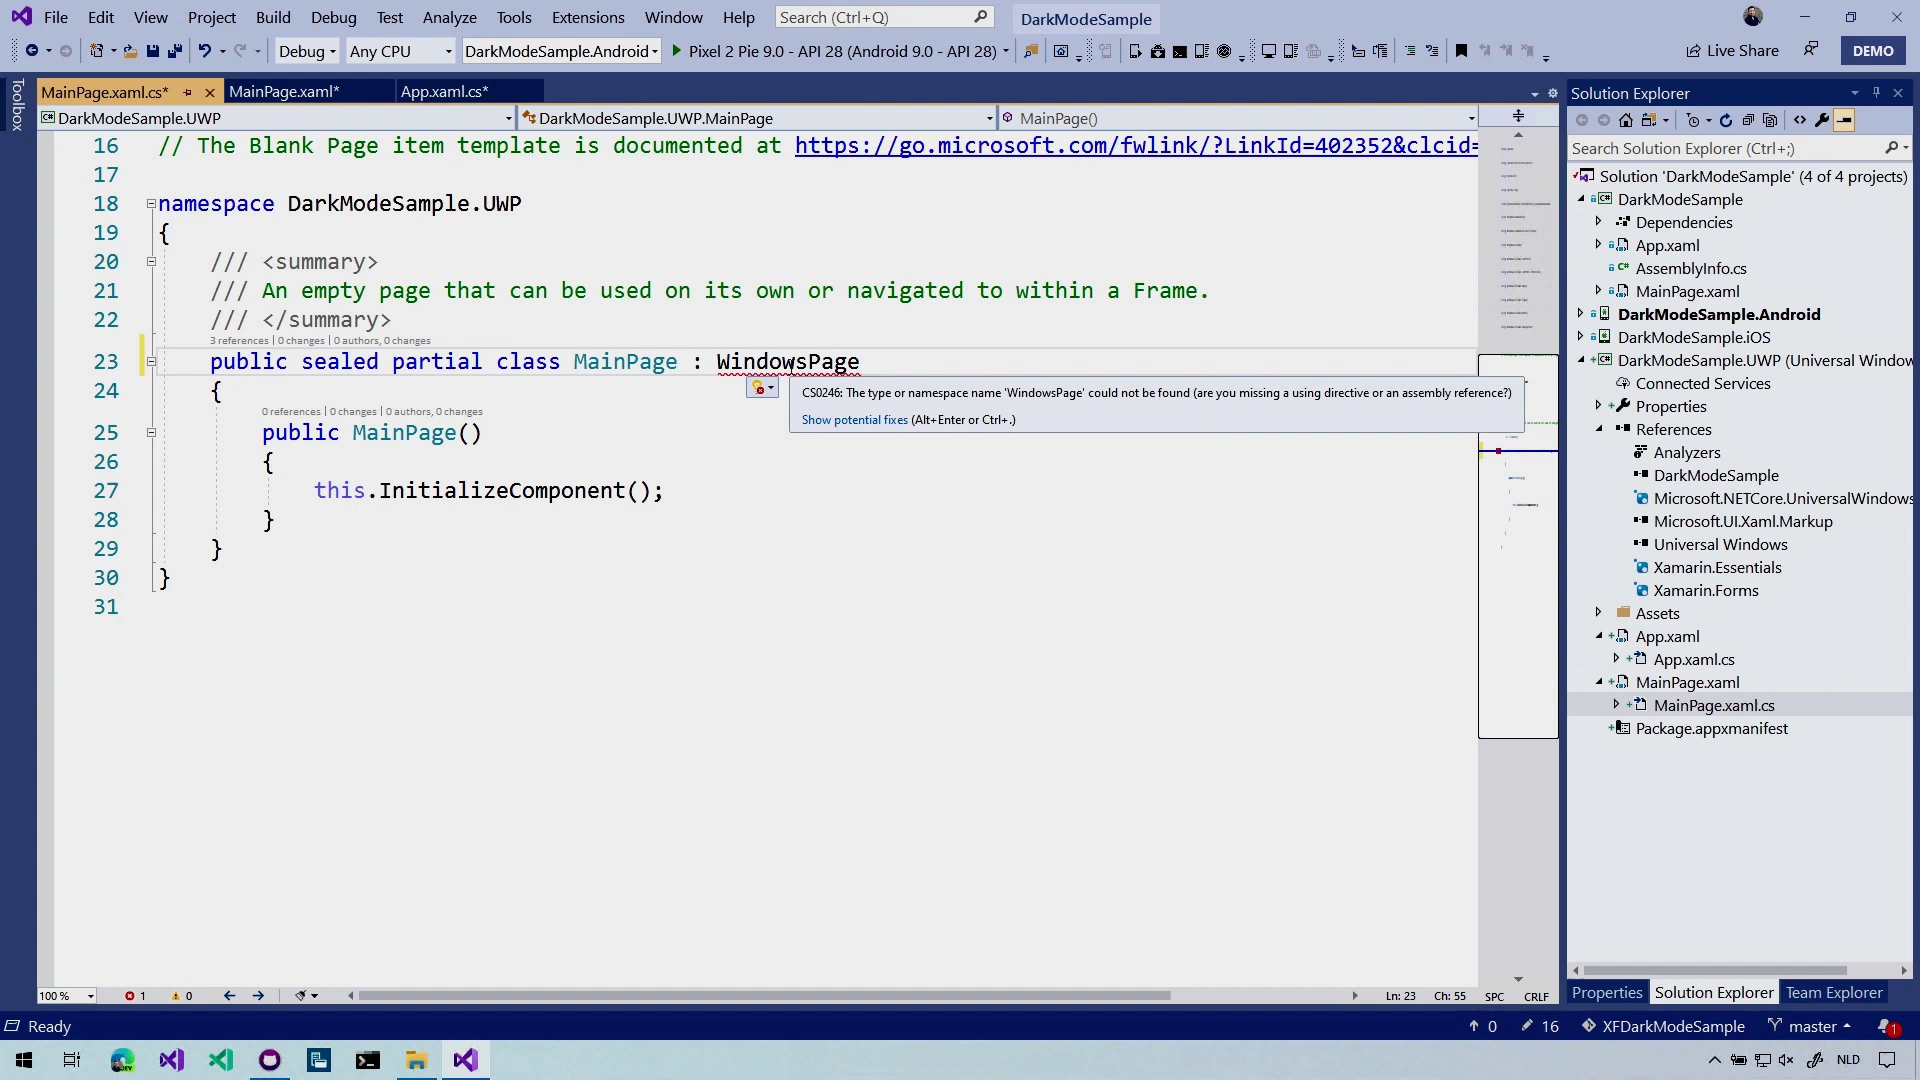 File Edit View Project Build Debug Test Analyze Tools Extensions Window Help Search (Ctrl+Q) DarkModeSample
Debug Any CPU DarkModeSample.Android Pixel 2 Pie 9.0 - API 28 (Android 9.0 - API 28) Live Share DEMO
Toolbox
MainPage.xaml.cs* MainPage.xaml* App.xaml.cs*
DarkModeSample.UWP DarkModeSample.UWP.MainPage MainPage()
16 // The Blank Page item template is documented at https://go.microsoft.com/fwlink/?LinkId=402352&clcid=
17
18 namespace DarkModeSample.UWP
19 {
20 /// <summary>
21 /// An empty page that can be used on its own or navigated to within a Frame.
22 /// </summary>
3 references | 0 changes | 0 authors, 0 changes
23 public sealed partial class MainPage : WindowsPage
24 {
CS0246: The type or namespace name 'WindowsPage' could not be found (are you missing a using directive or an assembly reference?)
Show potential fixes (Alt+Enter or Ctrl+.)
0 references | 0 changes | 0 authors, 0 changes
25 public MainPage()
26 {
27 this.InitializeComponent();
28 }
29 }
30 }
31
100 % 1 0 Ln: 23 Ch: 55 SPC CRLF
Solution Explorer
Search Solution Explorer (Ctrl+;)
Solution 'DarkModeSample' (4 of 4 projects)
DarkModeSample
Dependencies
App.xaml
AssemblyInfo.cs
MainPage.xaml
DarkModeSample.Android
DarkModeSample.iOS
DarkModeSample.UWP (Universal Window
Connected Services
Properties
References
Analyzers
DarkModeSample
Microsoft.NETCore.UniversalWindows
Microsoft.UI.Xaml.Markup
Universal Windows
Xamarin.Essentials
Xamarin.Forms
Assets
App.xaml
App.xaml.cs
MainPage.xaml
MainPage.xaml.cs
Package.appxmanifest
Properties Solution Explorer Team Explorer
Ready 0 16 XFDarkModeSample master 1
NLD